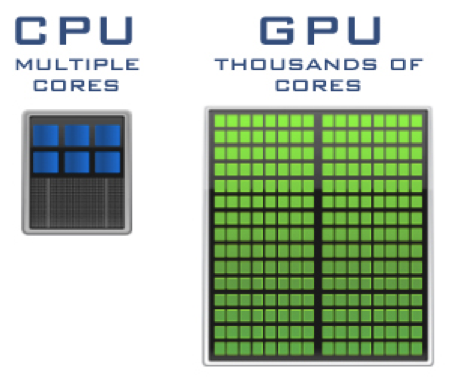 CPU
MULTIPLE
CORES
GPU
THOUSANDS OF
CORES